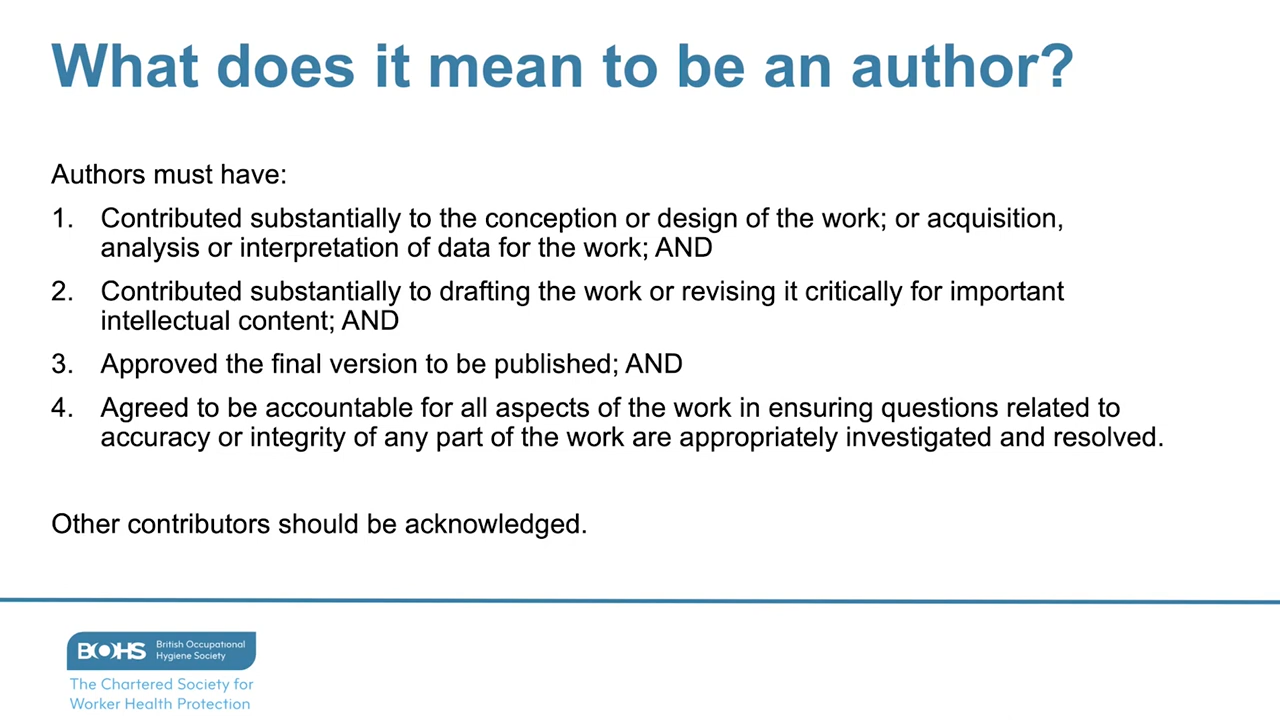 What does it mean to be an author?
Authors must have:
1. Contributed substantially to the conception or design of the work; or acquisition,
analysis or interpretation of data for the work; AND
2. Contributed substantially to drafting the work or revising it critically for important
intellectual content; AND
3. Approved the final version to be published; AND
4. Agreed to be accountable for all aspects of the work in ensuring questions related to
accuracy or integrity of any part of the work are appropriately investigated and resolved.
Other contributors should be acknowledged.
BOHS
British Occupational
Hygiene Society
The Chartered Society for
Worker Health Protection